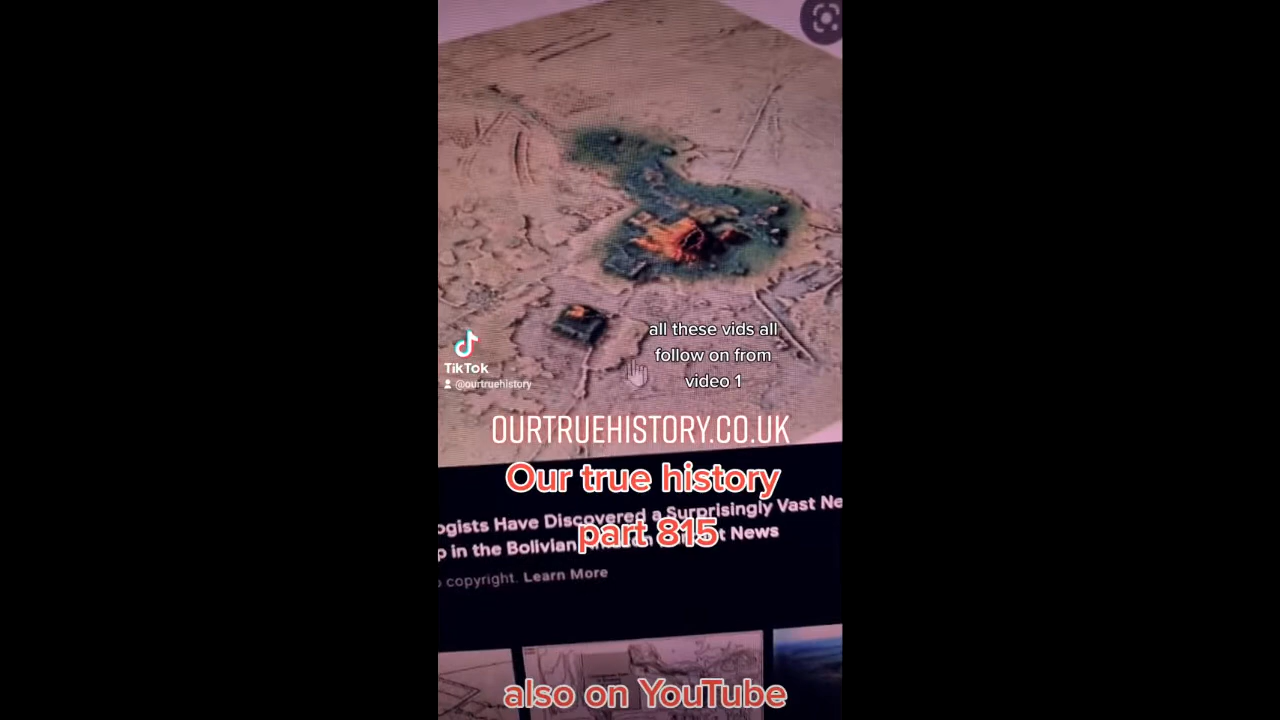 all these vids all
follow on from
video 1
TikTok
@ourtruehistory
OURTRUEHISTORY.CO.UK
Our true history
part 815
ogists Have Discovered a Surprisingly Vast Ne
p in the Bolivian News
copyright. Learn More
also on YouTube